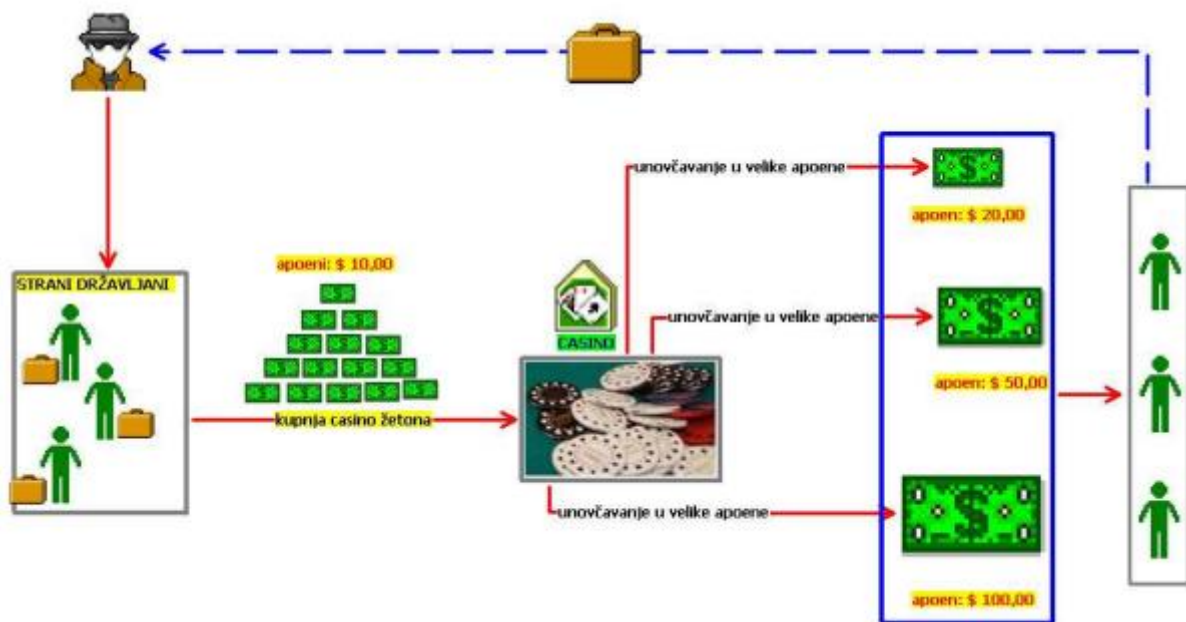 STRANI DRŽAVLJANI
apoeni: $ 10,00
kupnja casino žetona
CASINO
unovčavanje u velike apoene
apoen: $ 20,00
unovčavanje u velike apoene
apoen: $ 50,00
unovčavanje u velike apoene
apoen: $ 100,00